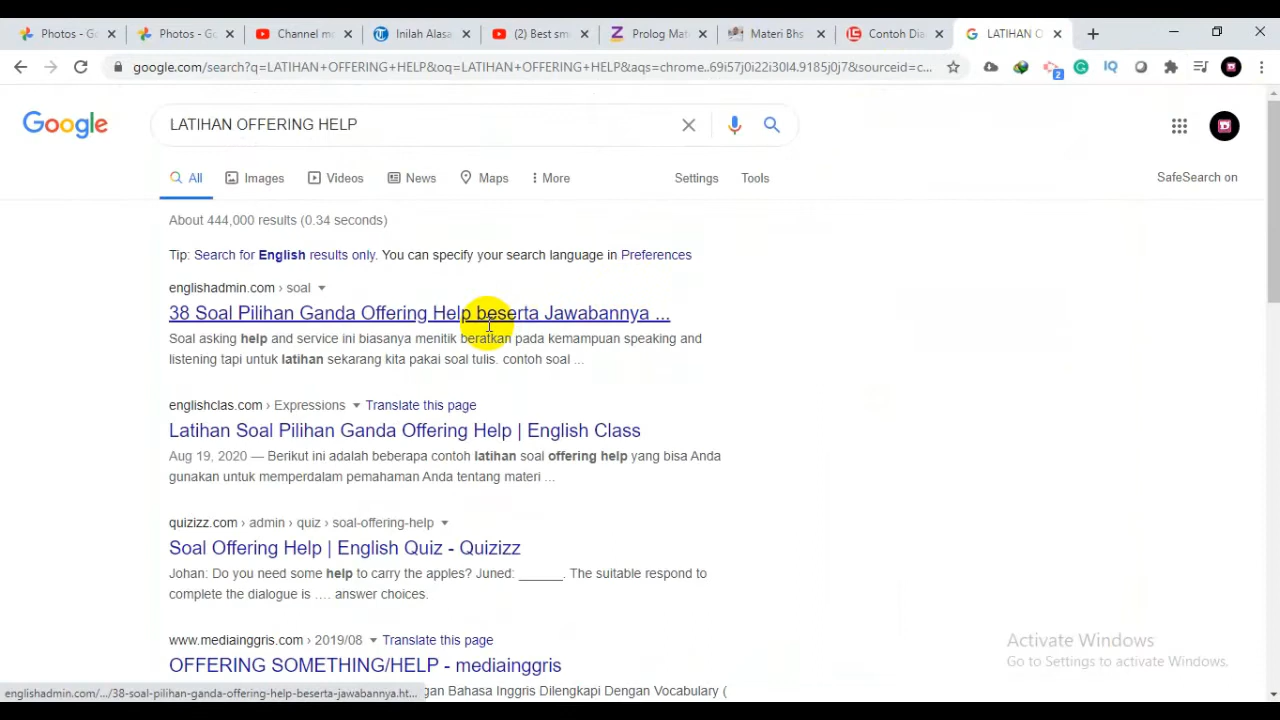 Photos - G
Photos - Go
Channel m
Inilah Alasa
(2) Best sm
Prolog Mat
Materi Bhs
Contoh Dia
LATIHAN O
google.com/search?q=LATIHAN+OFFERING+HELP&oq=LATIHAN+OFFERING+HELP&aqs=chrome..69i57j0i22i30l4.9185j0j7&sourceid=c...
2
Google
LATIHAN OFFERING HELP
All
Images
Videos
News
Maps
More
Settings
Tools
SafeSearch on
About 444,000 results (0.34 seconds)
Tip: Search for English results only. You can specify your search language in Preferences
englishadmin.com › soal
38 Soal Pilihan Ganda Offering Help beserta Jawabannya ...
Soal asking help and service ini biasanya menitik beratkan pada kemampuan speaking and
listening tapi untuk latihan sekarang kita pakai soal tulis. contoh soal ...
englishclas.com › Expressions Translate this page
Latihan Soal Pilihan Ganda Offering Help | English Class
Aug 19, 2020 — Berikut ini adalah beberapa contoh latihan soal offering help yang bisa Anda
gunakan untuk memperdalam pemahaman Anda tentang materi ...
quizizz.com › admin › quiz › soal-offering-help
Soal Offering Help | English Quiz - Quizizz
Johan: Do you need some help to carry the apples? Juned: ______. The suitable respond to
complete the dialogue is .... answer choices.
www.mediainggris.com › 2019/08 Translate this page
OFFERING SOMETHING/HELP - mediainggris
gan Bahasa Inggris Dilengkapi Dengan Vocabulary (
englishadmin.com/.../38-soal-pilihan-ganda-offering-help-beserta-jawabannya.ht...
Activate Windows
Go to Settings to activate Windows.